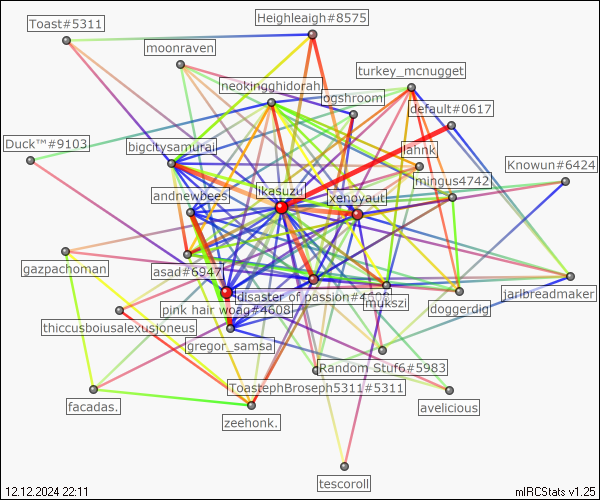 Toast#5311
Heighleigh#8575
moonraven
turkey_mcnugget
neokingghidorah
ogshroom
default#0617
Duck™#9103
bigcitysamurai
lahnk
Knowun#6424
mingus4742
andnewbees
ikasuzu
xenoyaut
gazpachoman
asad#6947
disaster of passion#4606
jarlbreadmaker
pink hair woag#4608
mukszi
doggerdig
thiccusboiusalexusjoneus
gregor_samsa
Random Stuf6#5983
ToastephBroseph5311#5311
facadas.
avelicious
zeehonk.
tescoroll
12.12.2024 22:11
mIRCStats v1.25